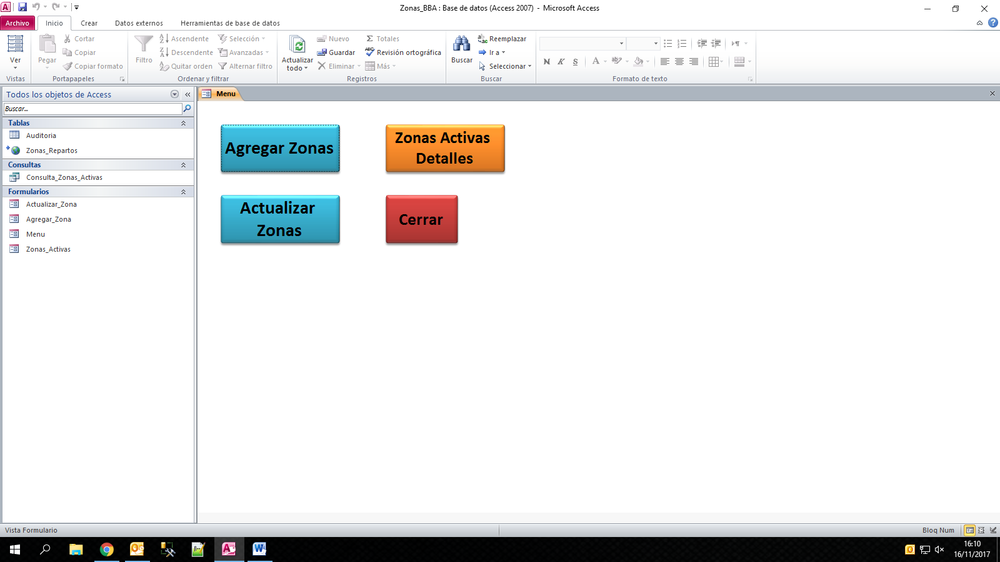 Zonas_BBA : Base de datos (Access 2007) - Microsoft Access
Archivo
Inicio
Crear
Datos externos
Herramientas de base de datos
Ver
Vistas
Pegar
Cortar
Copiar
Copiar formato
Portapapeles
Filtro
Ascendente
Descendente
Quitar orden
Selección
Avanzadas
Alternar filtro
Ordenar y filtrar
Actualizar
todo
Nuevo
Guardar
Eliminar
Totales
Revisión ortográfica
Más
Registros
Buscar
Reemplazar
Ir a
Seleccionar
Buscar
N K S
Formato de texto
Todos los objetos de Access
Buscar...
Tablas
Auditoria
Zonas_Repartos
Consultas
Consulta_Zonas_Activas
Formularios
Actualizar_Zona
Agregar_Zona
Menu
Zonas_Activas
Menu
Agregar Zonas
Zonas Activas
Detalles
Actualizar
Zonas
Cerrar
Vista Formulario
Bloq Num
16:10
16/11/2017